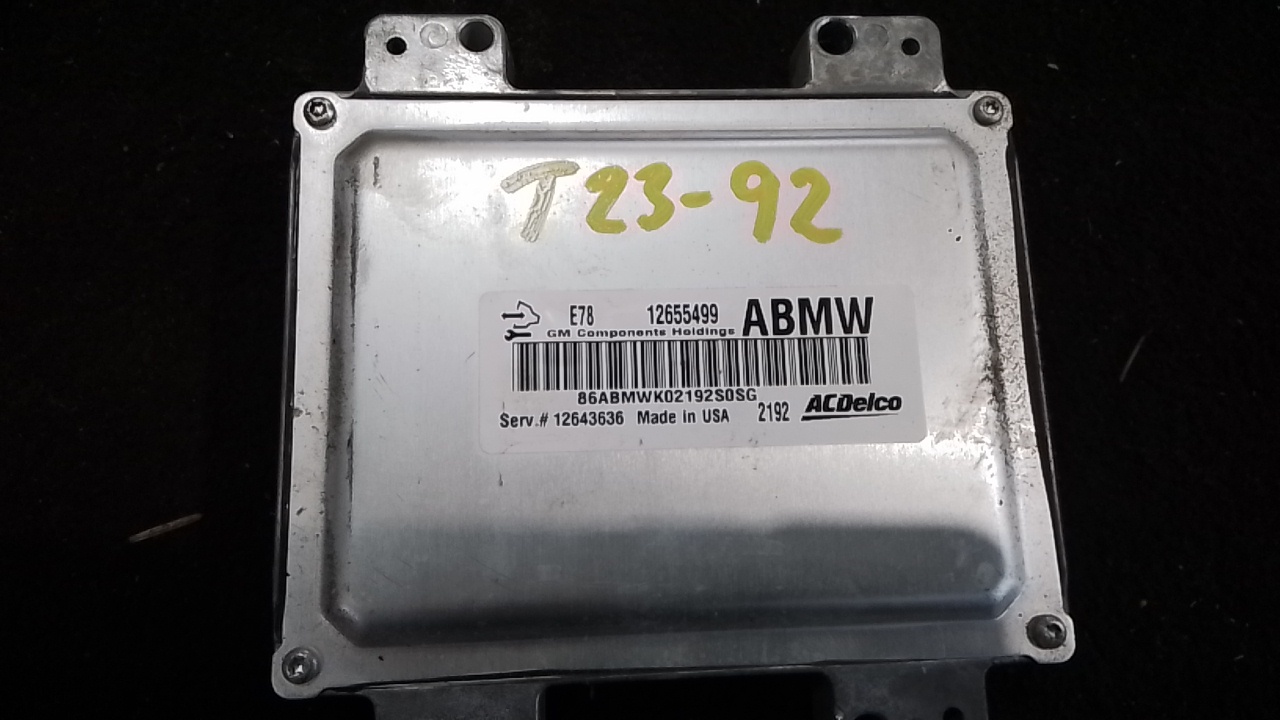 T23-92
E78 12655499 ABMW
GM Components Holdings
86ABMWK02192S0SG
Serv.# 12643636 Made in USA 2192 ACDelco